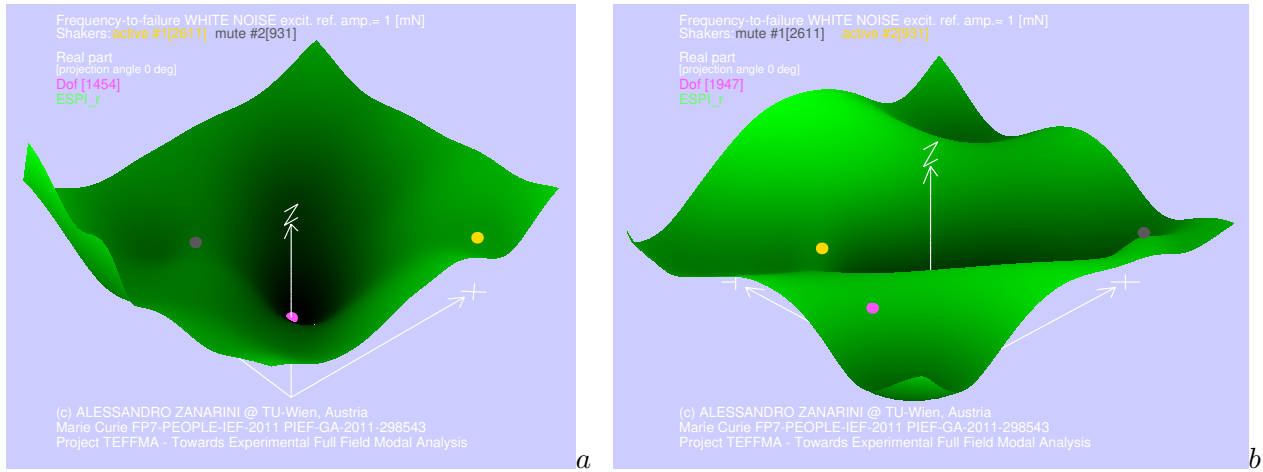 Frequency-to-failure WHITE NOISE excit. ref. amp.= 1 [mN]
Shakers: active #1[2611] mute #2[931]
Real part
[projection angle 0 deg]
Dof [1454]
ESPI_r
Z
X
(c) ALESSANDRO ZANARINI @ TU-Wien, Austria
Marie Curie FP7-PEOPLE-IEF-2011 PIEF-GA-2011-298543
Project TEFFMA - Towards Experimental Full Field Modal Analysis
a
Frequency-to-failure WHITE NOISE excit. ref. amp.= 1 [mN]
Shakers: mute #1[2611] active #2[931]
Real part
[projection angle 0 deg]
Dof [1947]
ESPI_r
Z
X
(c) ALESSANDRO ZANARINI @ TU-Wien, Austria
Marie Curie FP7-PEOPLE-IEF-2011 PIEF-GA-2011-298543
Project TEFFMA - Towards Experimental Full Field Modal Analysis
b